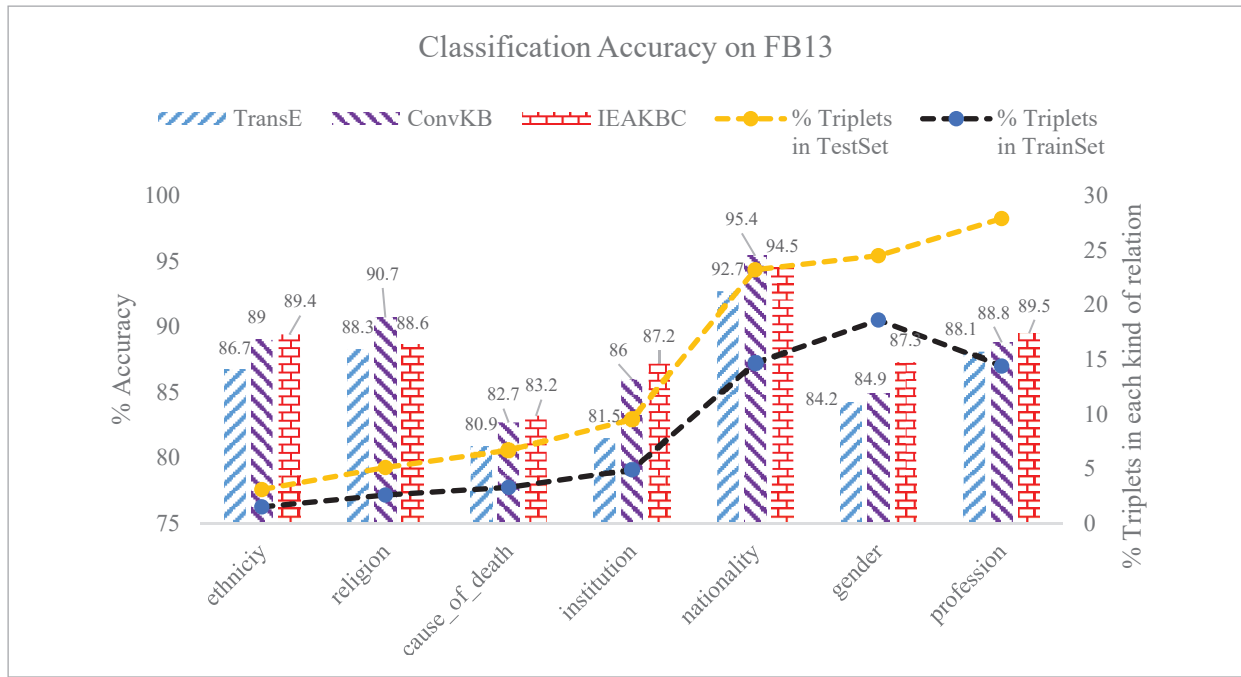 Classification Accuracy on FB13
TransE ConvKB IEAKBC % Triplets in TestSet % Triplets in TrainSet
% Accuracy
100
95
90
85
80
75
86.7 89 89.4
88.3 90.7 88.6
80.9 82.7 83.2
81.5 86 87.2
92.7 95.4 94.5
84.2 84.9 87.3
88.1 88.8 89.5
30
25
20
15
10
5
0
% Triplets in each kind of relation
ethniciy
religion
cause_of_death
institution
nationality
gender
profession